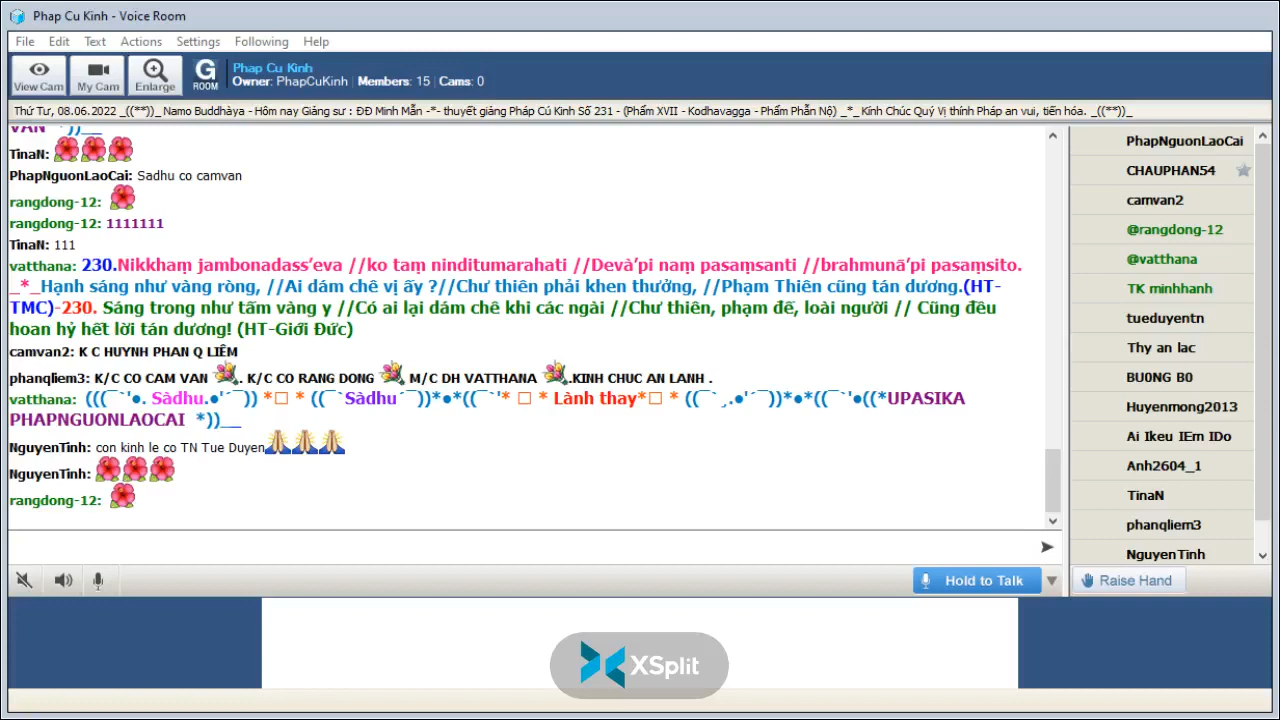 Phap Cu Kinh - Voice Room
File Edit Text Actions Settings Following Help
View Cam My Cam Enlarge G ROOM
Phap Cu Kinh
Owner: PhapCuKinh | Members: 15 | Cams: 0
Thứ Tư, 08.06.2022 _((**))_ Namo Buddhàya - Hôm nay Giảng sư : ĐĐ Minh Mẫn -*- thuyết giảng Pháp Cú Kinh Số 231 - (Phẩm XVII - Kodhavagga - Phẩm Phẫn Nộ) _*_ Kính Chúc Quý Vị thính Pháp an vui, tiến hóa. _((**))_
VAN *))__
TinaN:
PhapNguonLaoCai: Sadhu co camvan
rangdong-12:
rangdong-12: 1111111
TinaN: 111
vatthana: 230.Nikkhaṃ jambonadass’eva //ko taṃ ninditumarahati //Devà’pi naṃ pasaṃsanti //brahmunā’pi pasaṃsito.
_*_Hạnh sáng như vàng ròng, //Ai dám chê vị ấy ?//Chư thiên phải khen thưởng, //Phạm Thiên cũng tán dương.(HT-
TMC)-230. Sáng trong như tấm vàng y //Có ai lại dám chê khi các ngài //Chư thiên, phạm đế, loài người // Cũng đều
hoan hỷ hết lời tán dương! (HT-Giới Đức)
camvan2: K C HUYNH PHAN Q LIÊM
phanqliem3: K/C CO CAM VAN . K/C CO RANG DONG M/C DH VATTHANA .KINH CHUC AN LANH .
vatthana: (((¯`'●. Sàdhu.●'´¯)) *□ * ((¯`Sàdhu´¯))*●*((¯`'* □ * Lành thay*□ * ((¯`¸.●'´¯))*●*((¯`'●((*UPASIKA
PHAPNGUONLAOCAI *))__
NguyenTinh: con kinh le co TN Tue Duyen
NguyenTinh:
rangdong-12:
PhapNguonLaoCai
CHAUPHAN54
camvan2
@rangdong-12
@vatthana
TK minhhanh
tueduyentn
Thy an lac
BU0NG B0
Huyenmong2013
Ai Ikeu IEm IDo
Anh2604_1
TinaN
phanqliem3
NguyenTinh
Hold to Talk
Raise Hand
XSplit